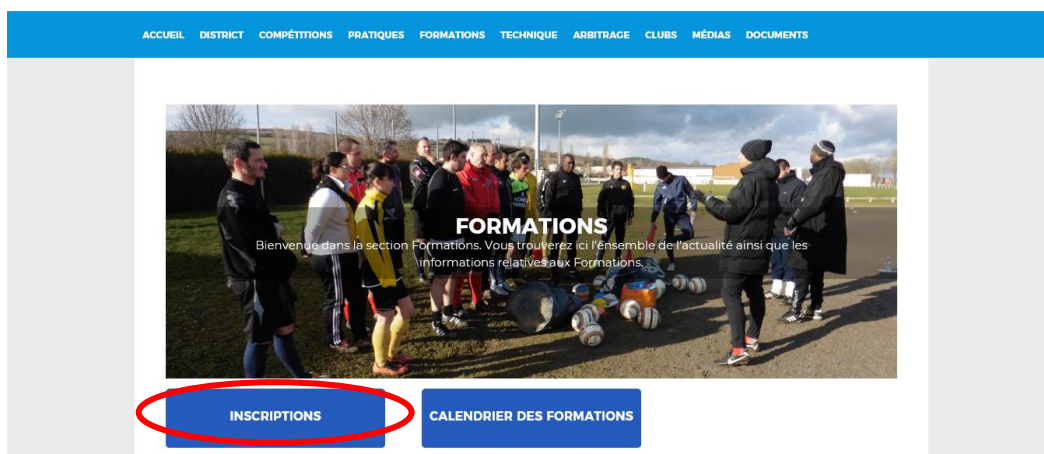 ACCUEIL DISTRICT COMPÉTITIONS PRATIQUES FORMATIONS TECHNIQUE ARBITRAGE CLUBS MÉDIAS DOCUMENTS
FORMATIONS
Bienvenue dans la section Formations. Vous trouverez ici l'ensemble de l'actualité ainsi que les
informations relatives aux Formations.
INSCRIPTIONS CALENDRIER DES FORMATIONS